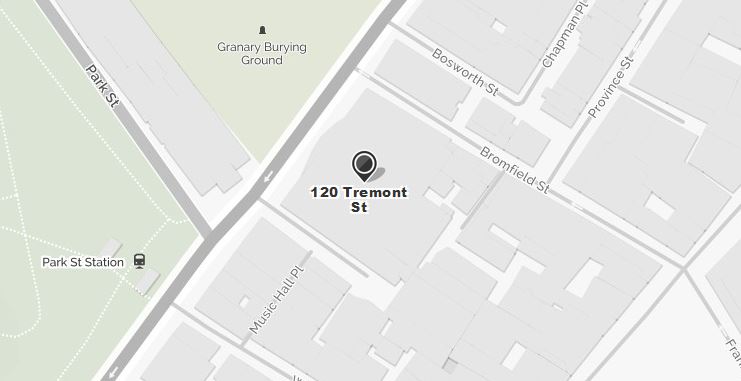 Granary Burying
Ground
Park St
Bosworth St
Chapman Pl
Province St
Bromfield St
120 Tremont
St
Park St Station
Music Hall Pl